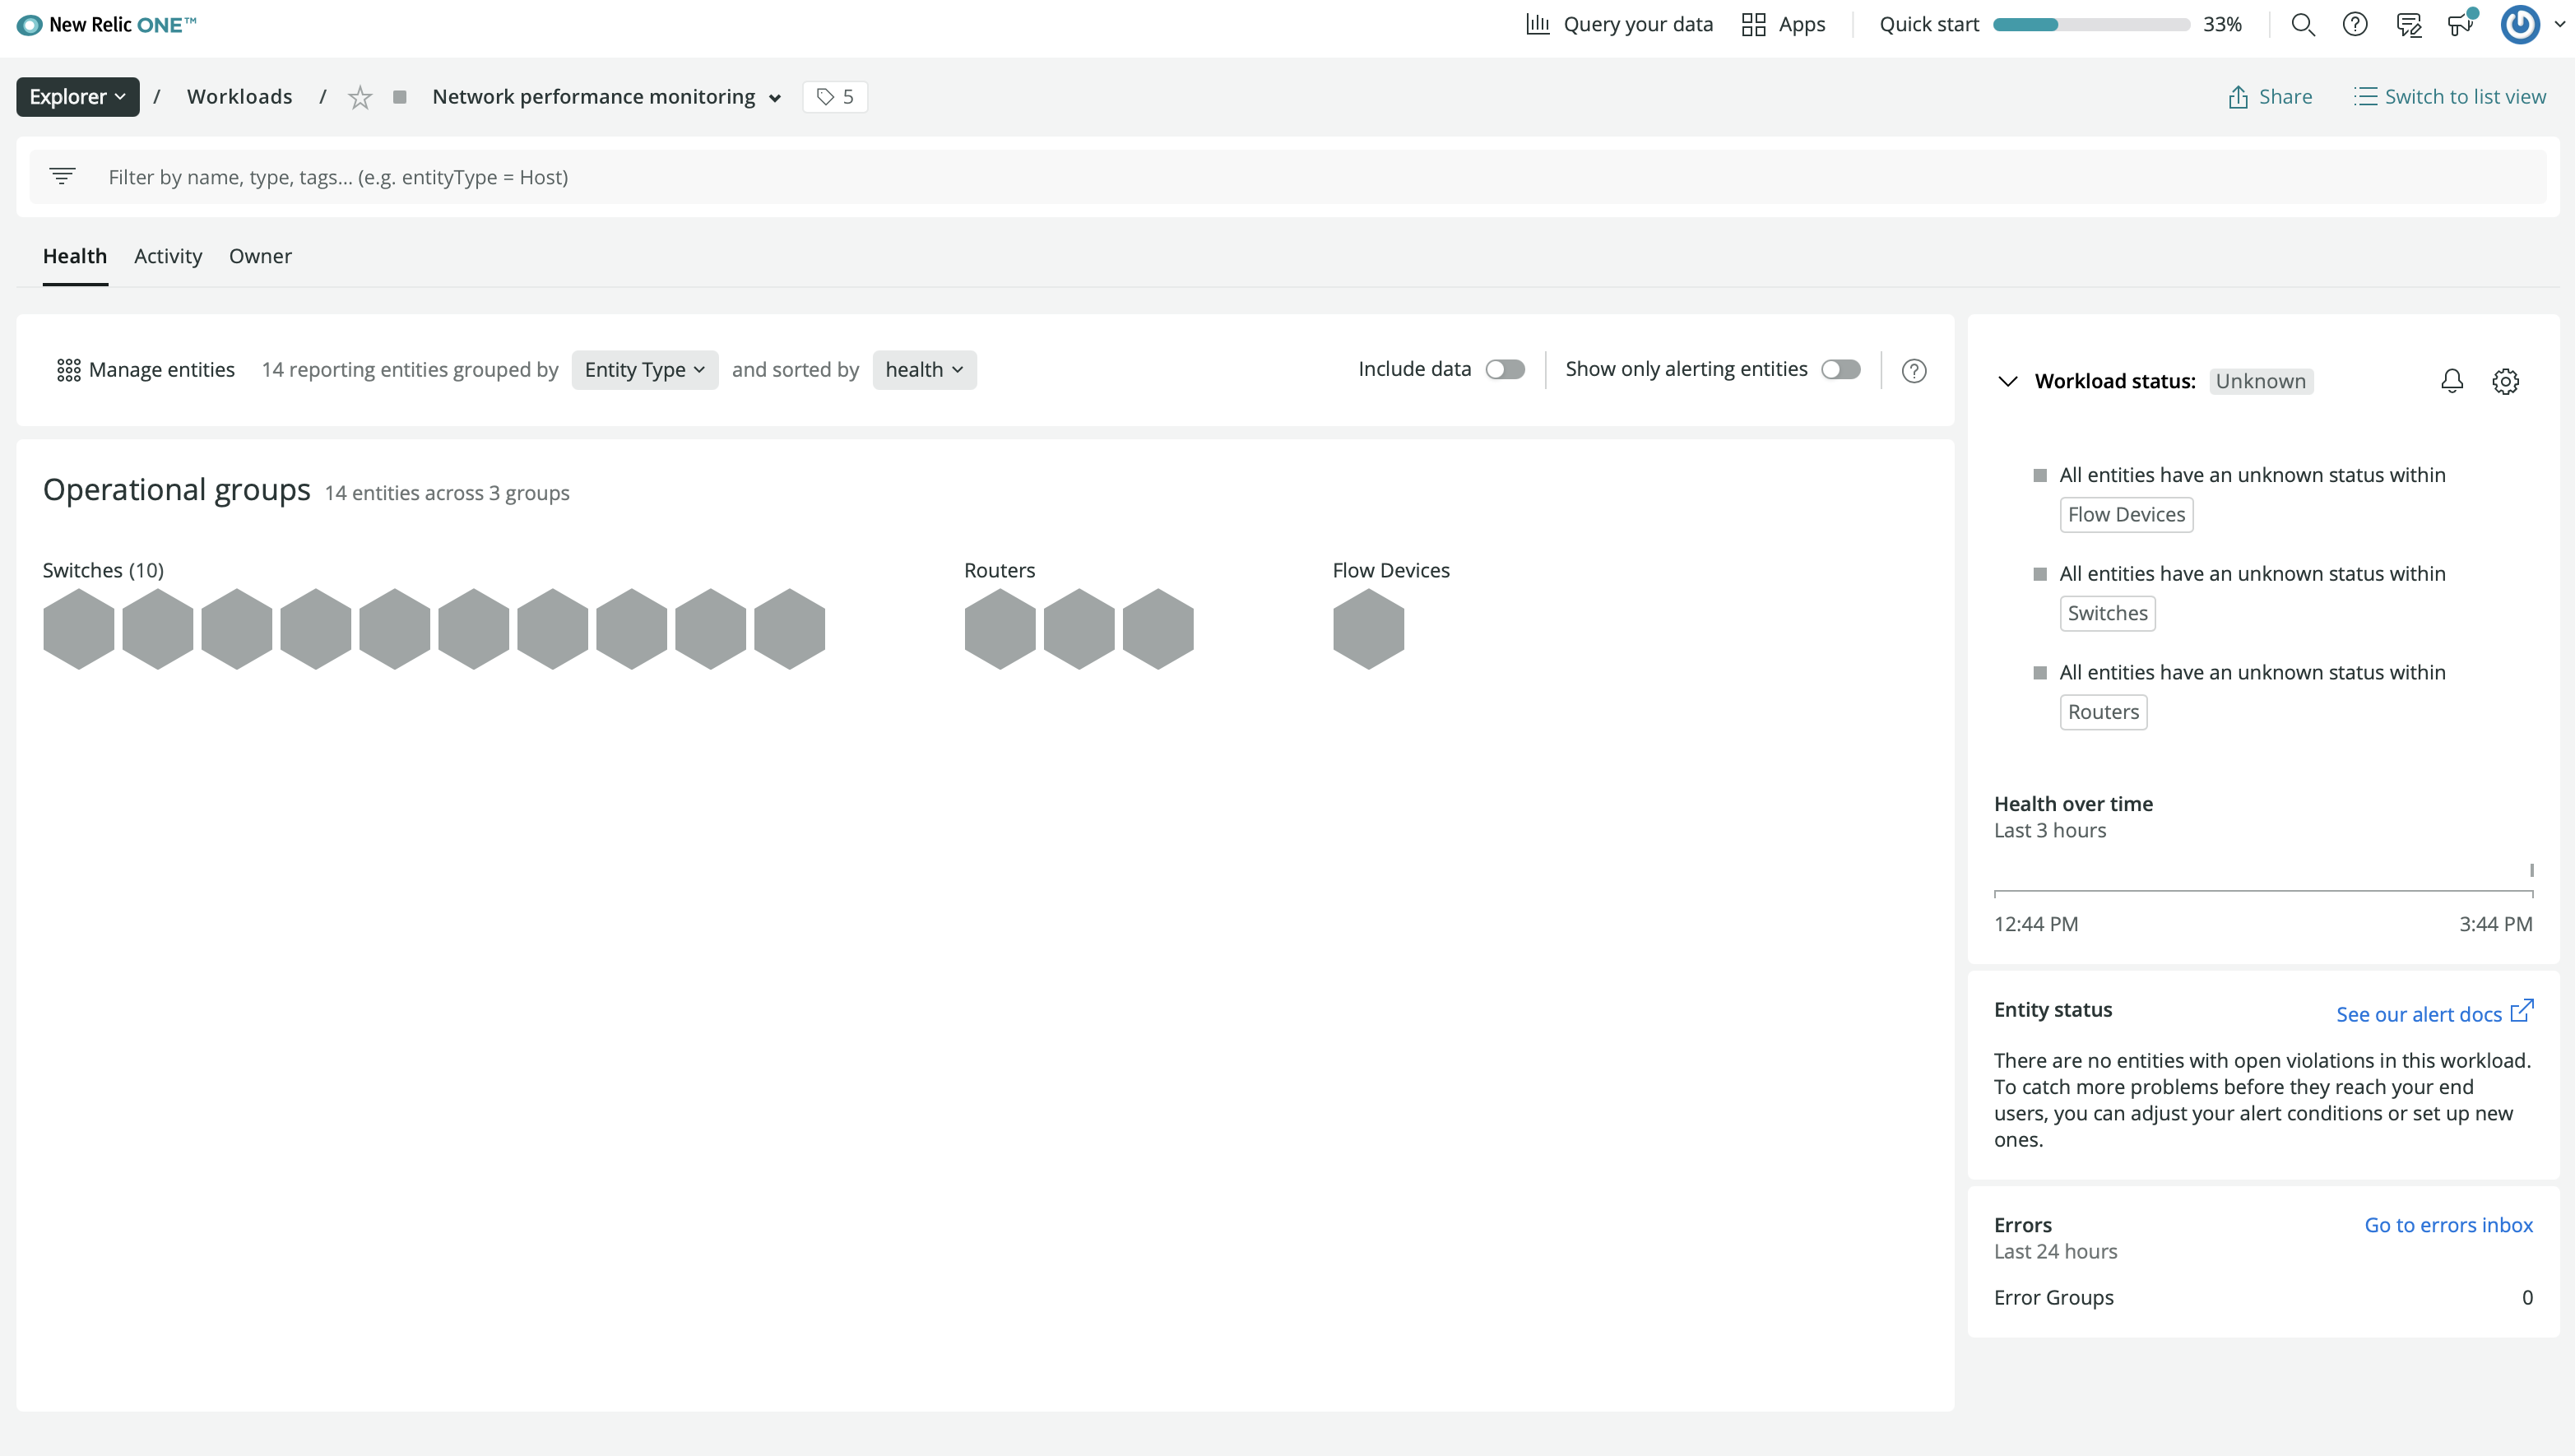 New Relic ONE™
Query your data
Apps
Quick start
33%
Explorer
/
Workloads
/
Network performance monitoring
5
Share
Switch to list view
Filter by name, type, tags... (e.g. entityType = Host)
Health
Activity
Owner
Manage entities
14 reporting entities grouped by
Entity Type
and sorted by
health
Include data
Show only alerting entities
Operational groups
14 entities across 3 groups
Switches (10)
Routers
Flow Devices
Workload status:
Unknown
All entities have an unknown status within
Flow Devices
All entities have an unknown status within
Switches
All entities have an unknown status within
Routers
Health over time
Last 3 hours
12:44 PM
3:44 PM
Entity status
See our alert docs
There are no entities with open violations in this workload.
To catch more problems before they reach your end
users, you can adjust your alert conditions or set up new
ones.
Errors
Go to errors inbox
Last 24 hours
Error Groups
0